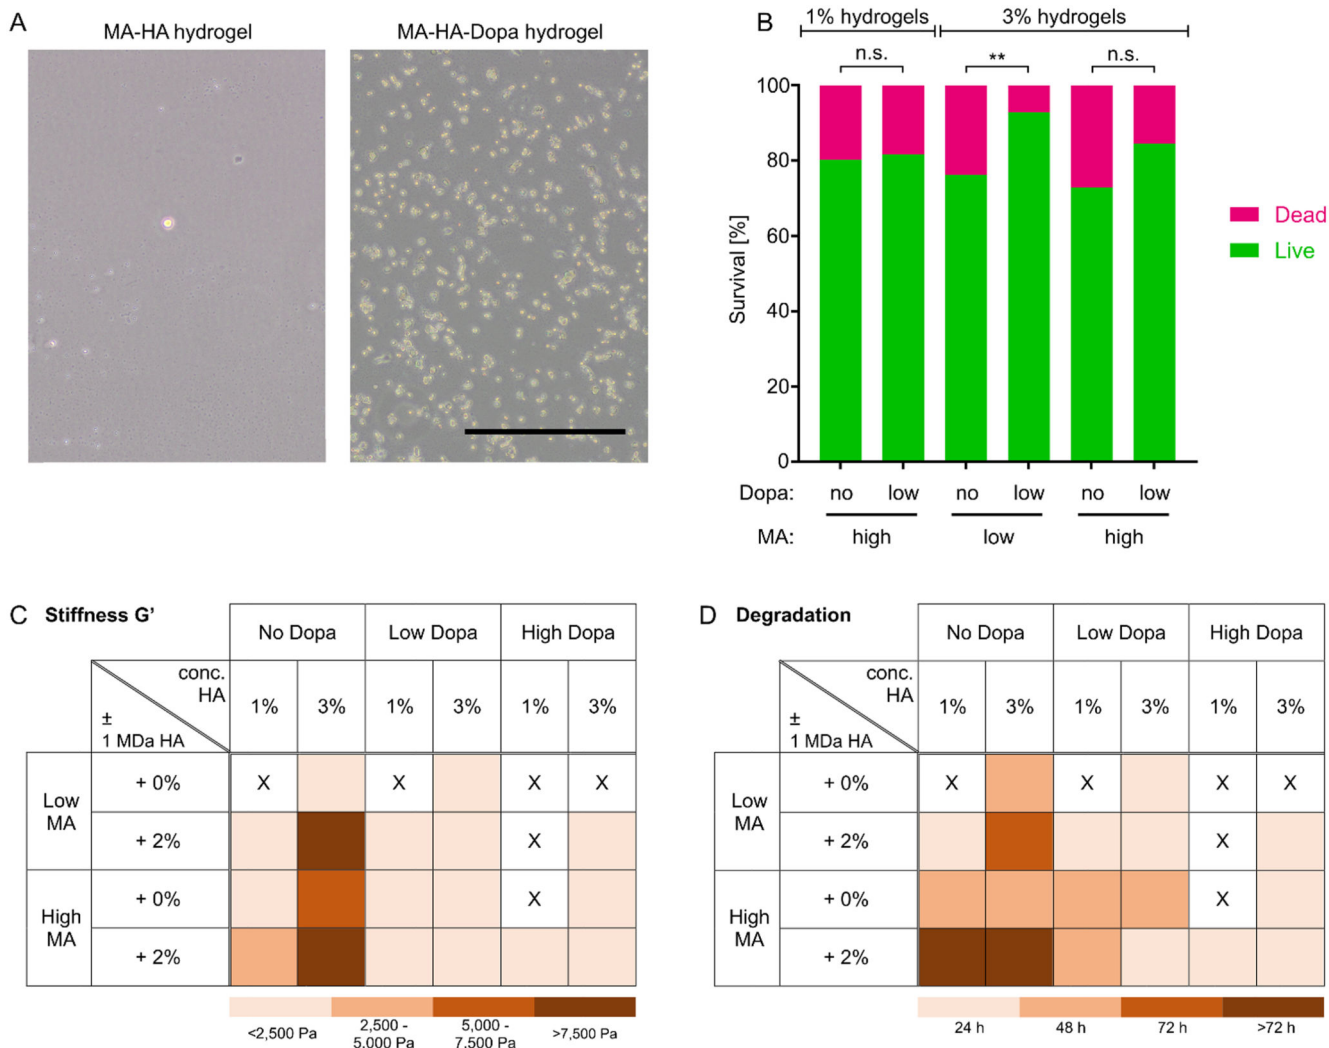 A
MA-HA hydrogel
MA-HA-Dopa hydrogel
B
1% hydrogels
3% hydrogels
n.s.
**
n.s.
100
80
60
40
20
0
Survival [%]
Dead
Live
Dopa: no low no low no low
MA: high low high
C Stiffness G’
No Dopa Low Dopa High Dopa
conc.
HA
±
1 MDa HA
1% 3% 1% 3% 1% 3%
Low
MA
+ 0% X X X X
+ 2% X
High
MA
+ 0% X
+ 2%
<2,500 Pa
2,500 -
5,000 Pa
5,000 -
7,500 Pa
>7,500 Pa
D Degradation
No Dopa Low Dopa High Dopa
conc.
HA
±
1 MDa HA
1% 3% 1% 3% 1% 3%
Low
MA
+ 0% X X X X
+ 2% X
High
MA
+ 0% X
+ 2%
24 h 48 h 72 h >72 h